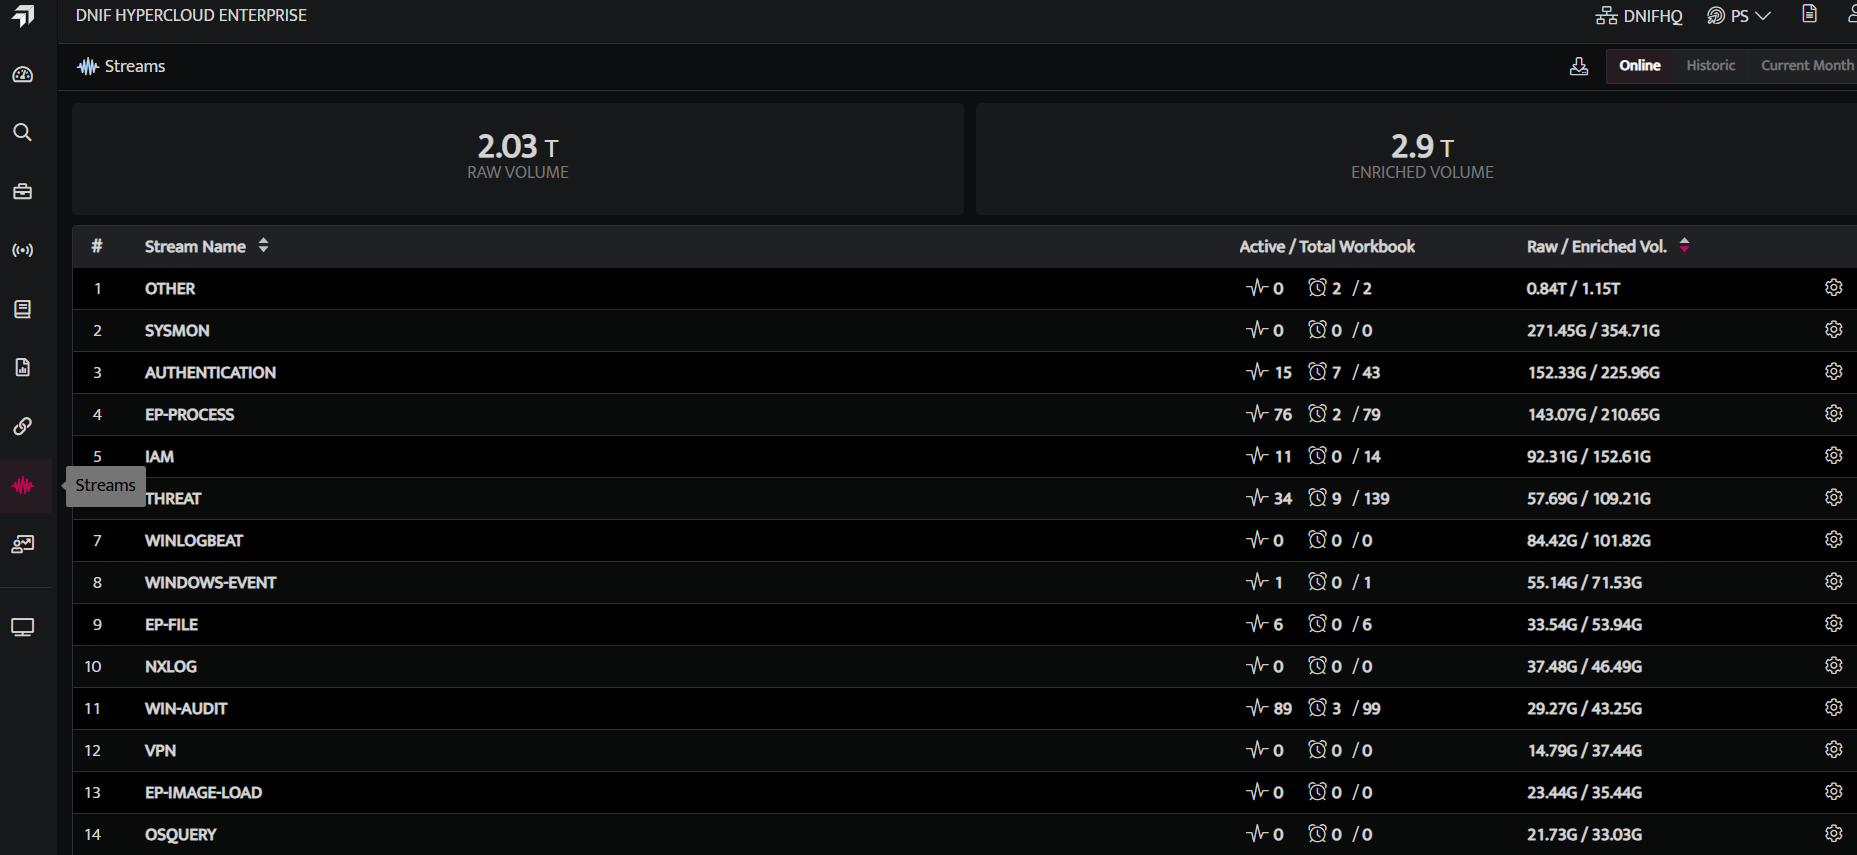 DNIF HYPERCLOUD ENTERPRISE
DNIFHQ
PS
Streams
Online
Historic
Current Month
2.03 T
RAW VOLUME
2.9 T
ENRICHED VOLUME
# Stream Name Active / Total Workbook Raw / Enriched Vol.
1 OTHER 0 2 / 2 0.84T / 1.15T
2 SYSMON 0 0 / 0 271.45G / 354.71G
3 AUTHENTICATION 15 7 / 43 152.33G / 225.96G
4 EP-PROCESS 76 2 / 79 143.07G / 210.65G
5 IAM 11 0 / 14 92.31G / 152.61G
Streams
THREAT 34 9 / 139 57.69G / 109.21G
7 WINLOGBEAT 0 0 / 0 84.42G / 101.82G
8 WINDOWS-EVENT 1 0 / 1 55.14G / 71.53G
9 EP-FILE 6 0 / 6 33.54G / 53.94G
10 NXLOG 0 0 / 0 37.48G / 46.49G
11 WIN-AUDIT 89 3 / 99 29.27G / 43.25G
12 VPN 0 0 / 0 14.79G / 37.44G
13 EP-IMAGE-LOAD 0 0 / 0 23.44G / 35.44G
14 OSQUERY 0 0 / 0 21.73G / 33.03G